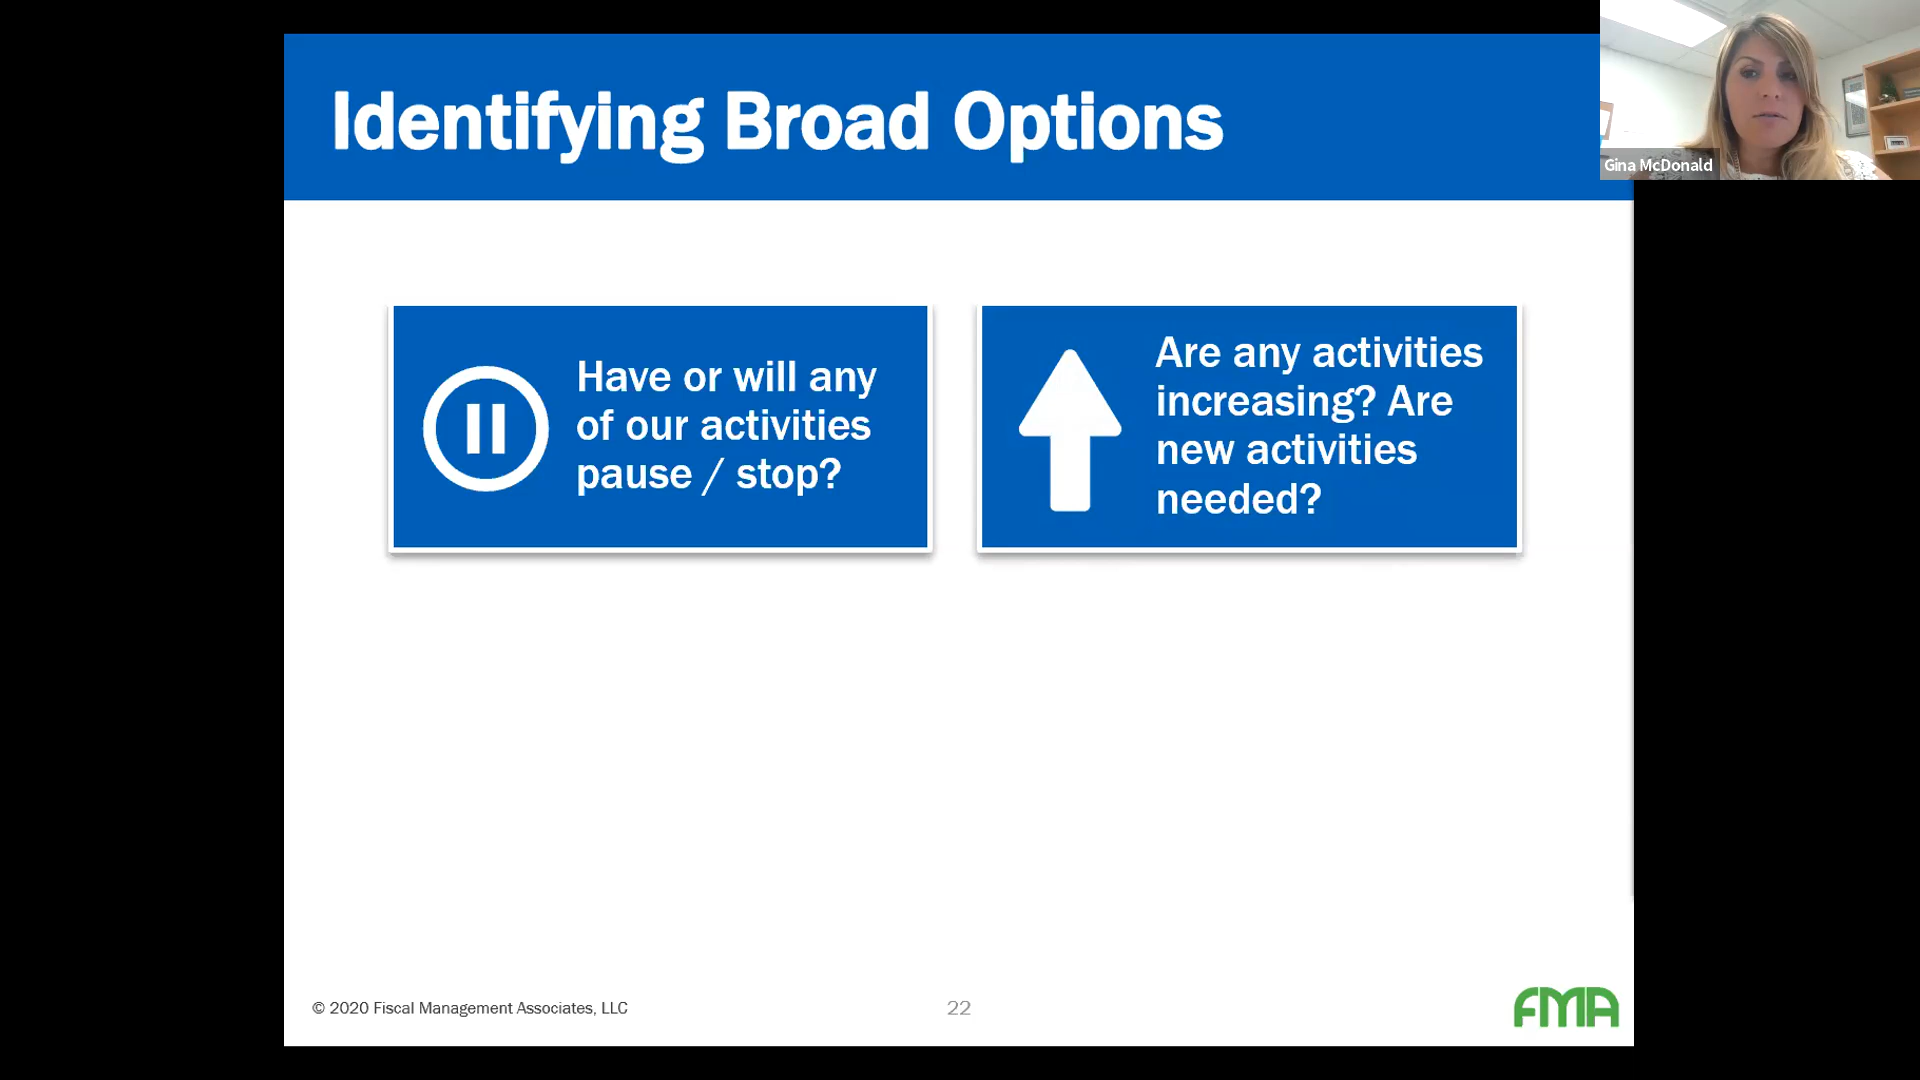 Identifying Broad Options
Gina McDonald
Have or will any
of our activities
pause / stop?
Are any activities
increasing? Are
new activities
needed?
© 2020 Fiscal Management Associates, LLC
22
FMA